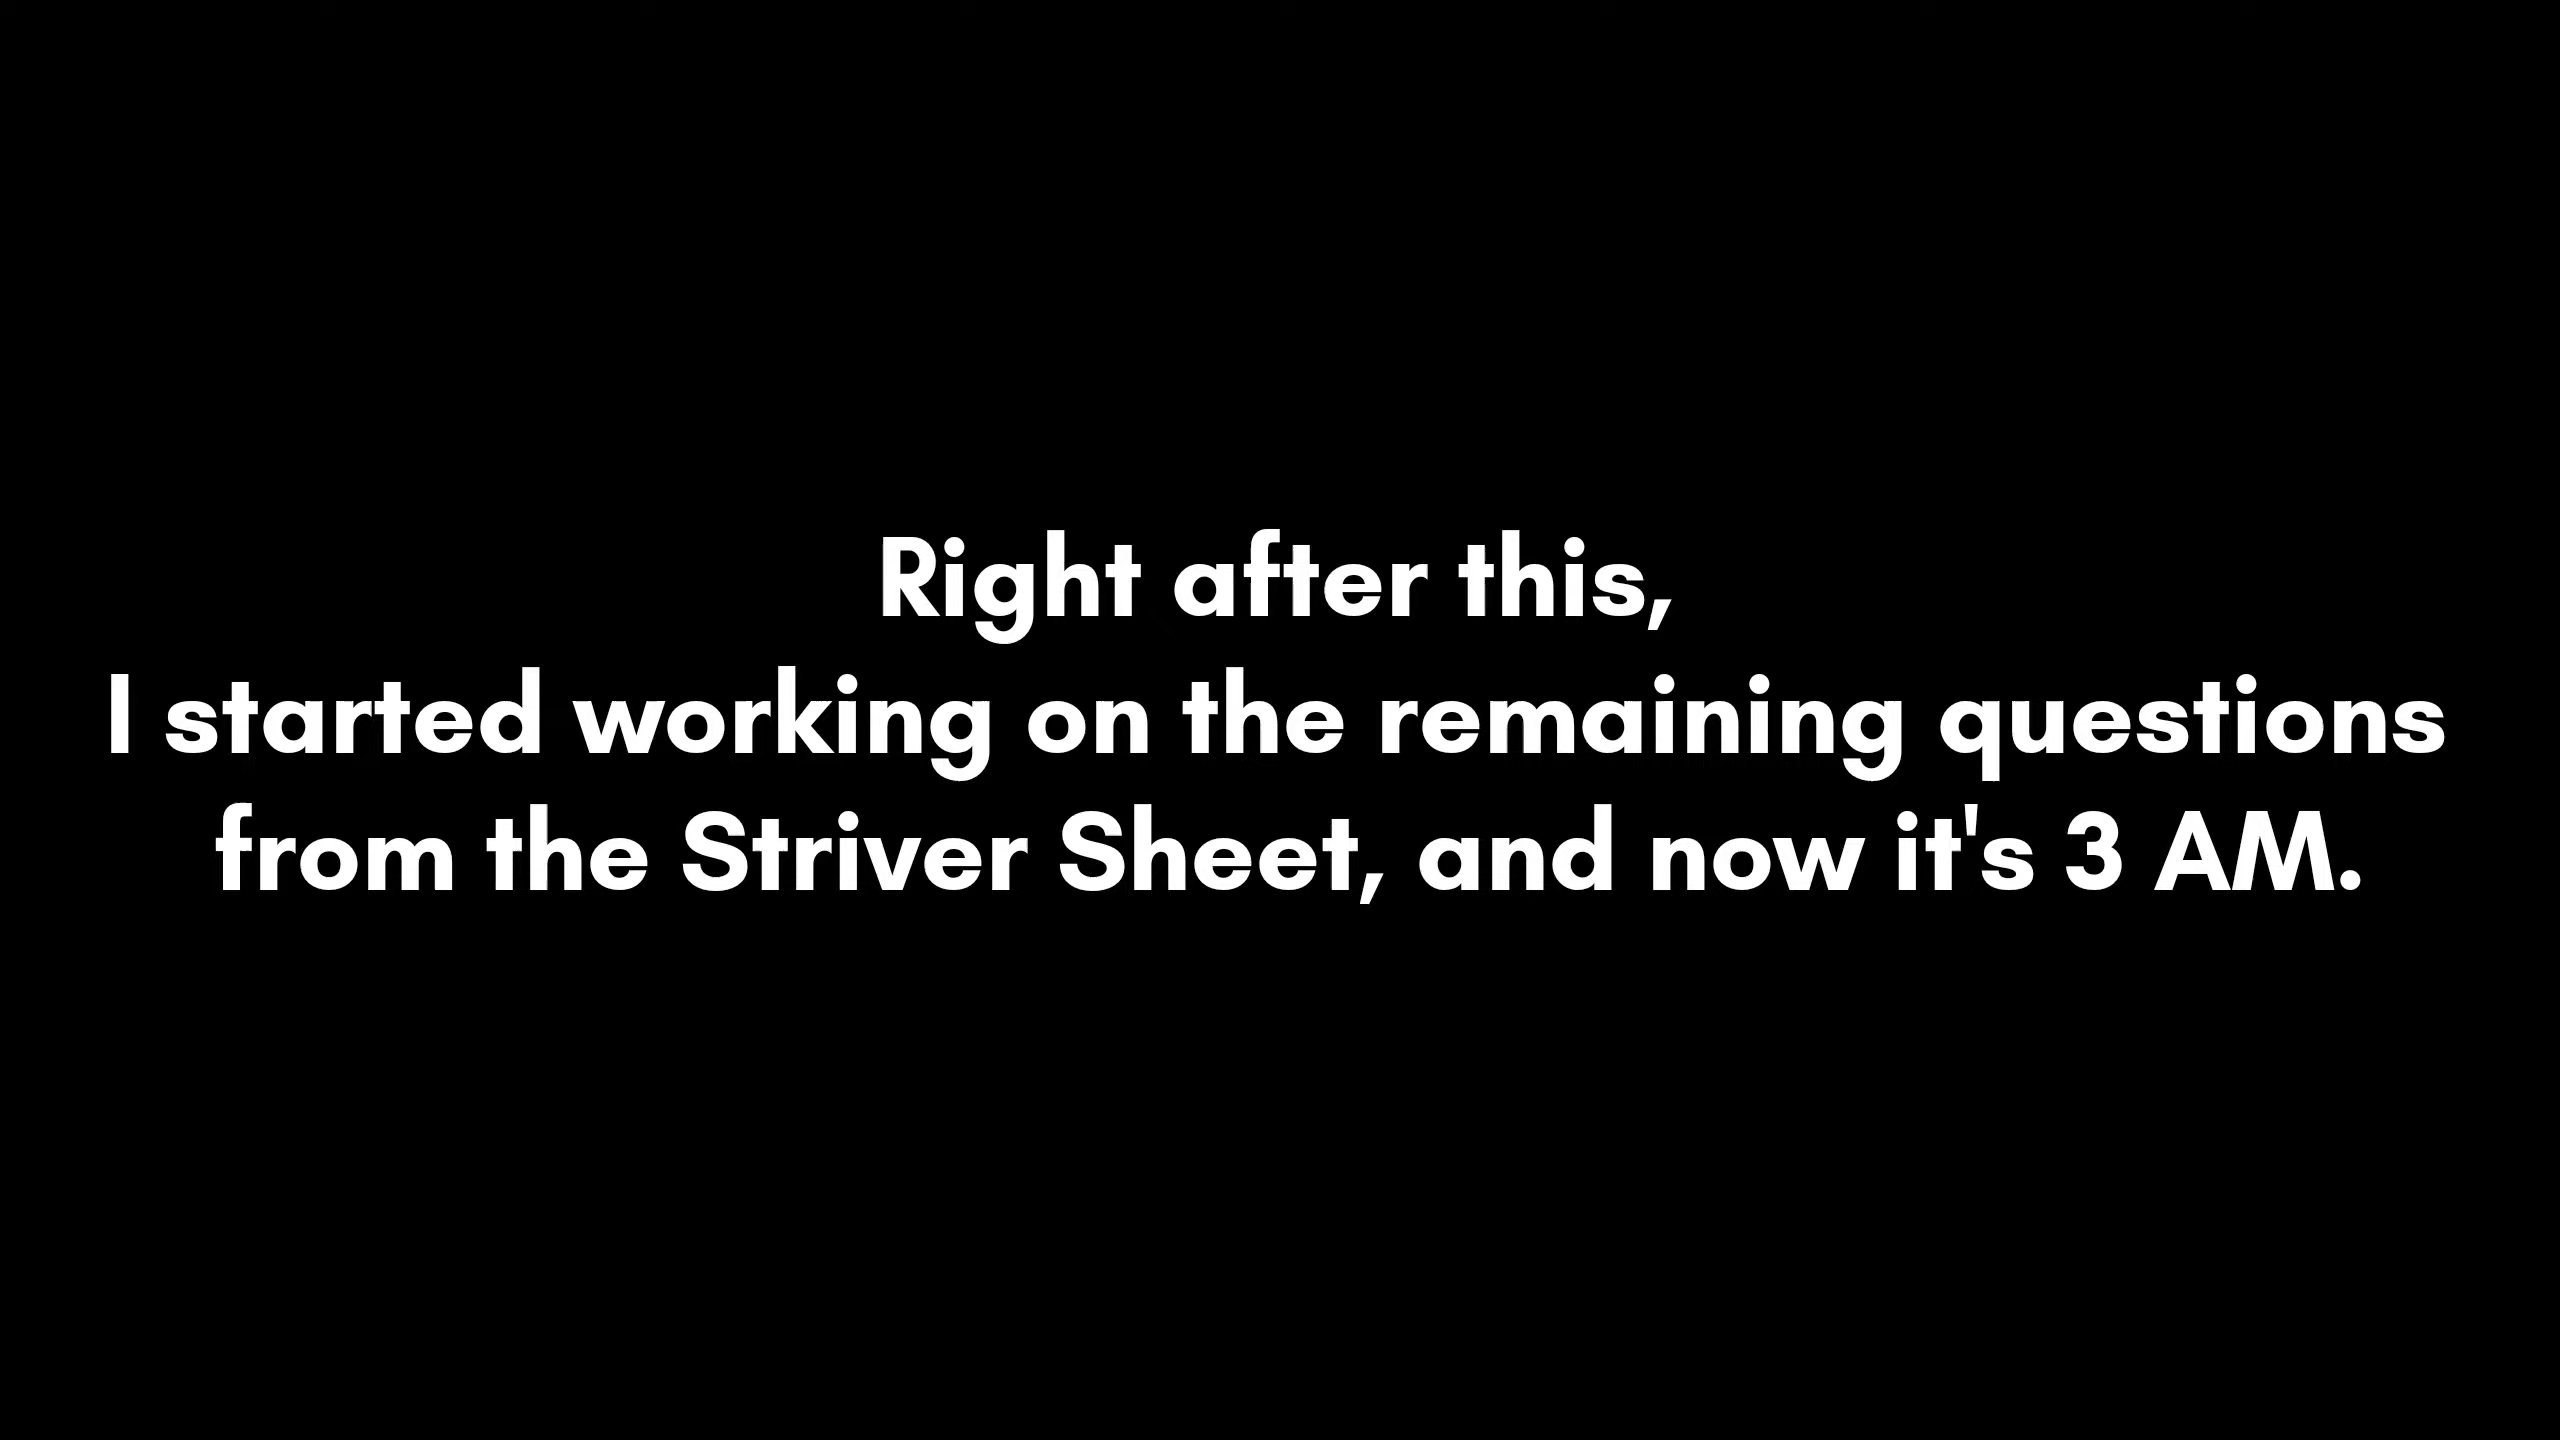 Right after this,
I started working on the remaining questions
from the Striver Sheet, and now it's 3 AM.